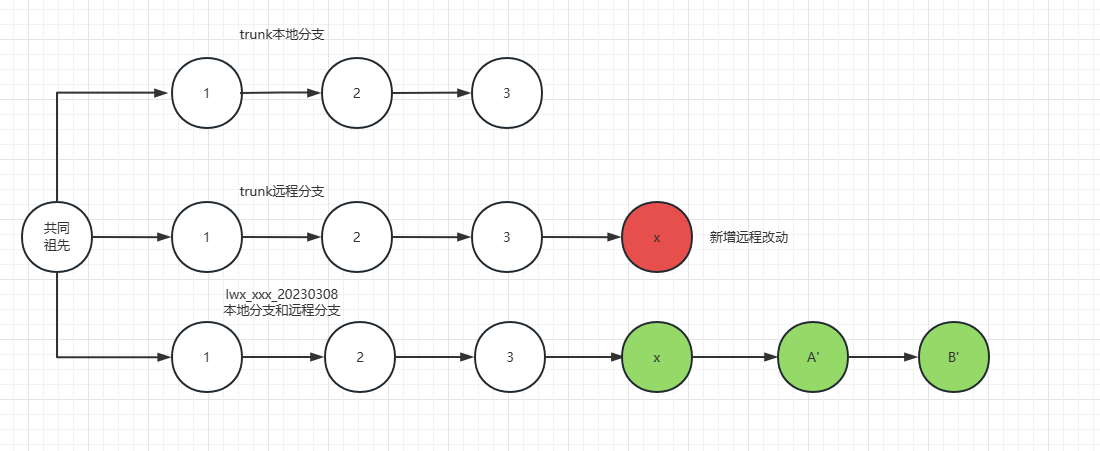 trunk本地分支
1
2
3
trunk远程分支
共同
祖先
1
2
3
x
新增远程改动
lwx_xxx_20230308
本地分支和远程分支
1
2
3
x
A'
B'